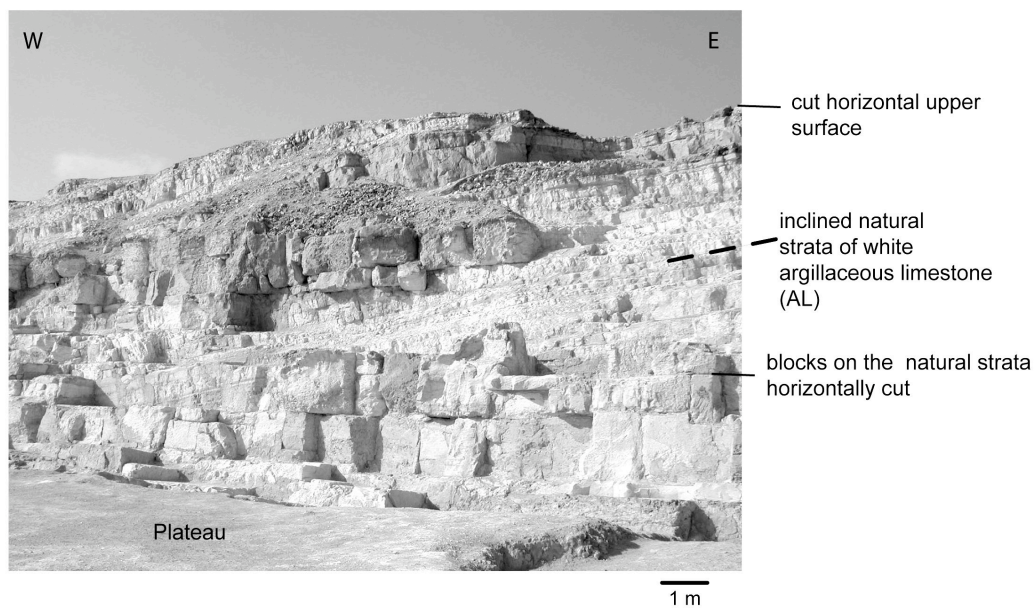 W
E
cut horizontal upper
surface
inclined natural
strata of white
argillaceous limestone
(AL)
blocks on the natural strata
horizontally cut
Plateau
1 m